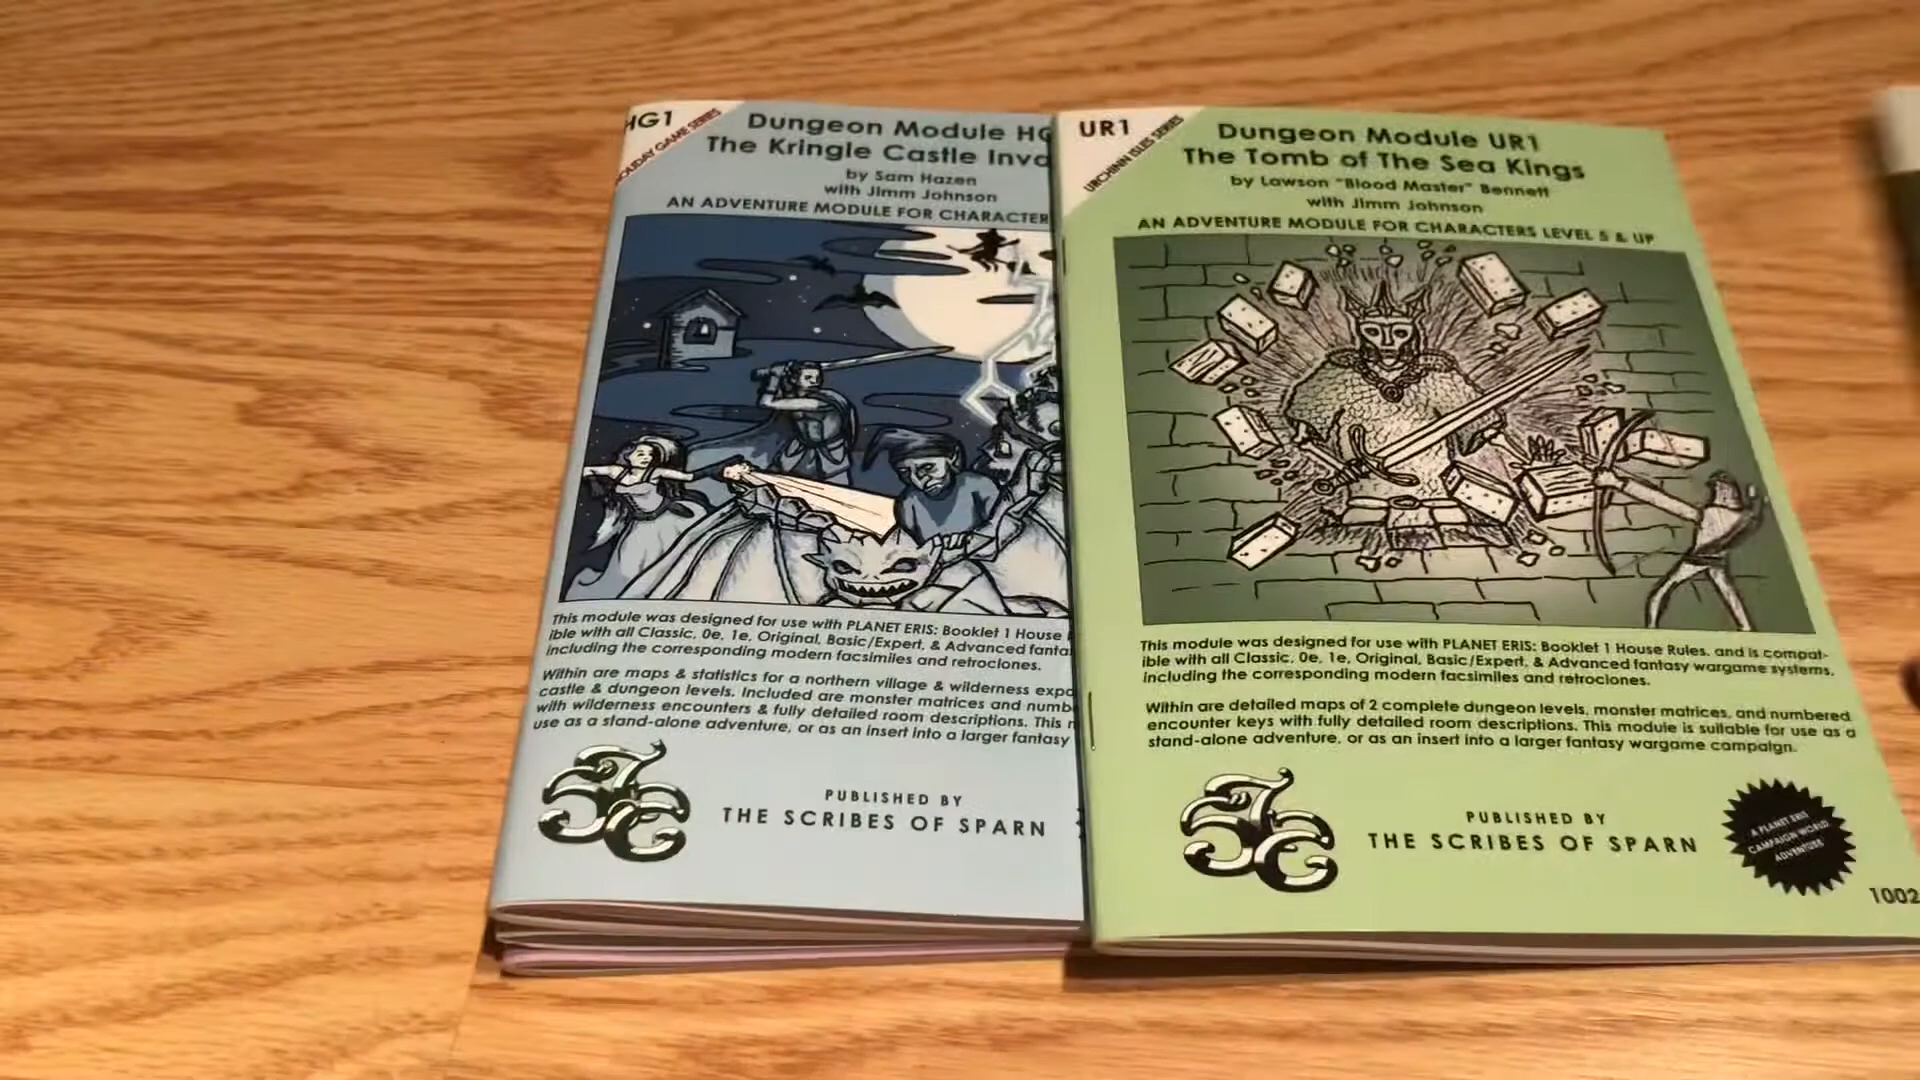 HG1
HOLIDAY GAME SERIES
Dungeon Module HG
The Kringle Castle Inva
by Sam Hazen
with Jimm Johnson
AN ADVENTURE MODULE FOR CHARACTER
This module was designed for use with PLANET ERIS: Booklet 1 House
ible with all Classic, 0e, 1e, Original, Basic/Expert, & Advanced fanta
including the corresponding modern facsimiles and retroclones.
Within are maps & statistics for a northern village & wilderness expa
castle & dungeon levels. Included are monster matrices and numb
with wilderness encounters & fully detailed room descriptions. This
use as a stand-alone adventure, or as an insert into a larger fantasy
PUBLISHED BY
THE SCRIBES OF SPARN
UR1
URCHINN ISLES SERIES
Dungeon Module UR1
The Tomb of The Sea Kings
by Lawson "Blood Master" Bennett
with Jimm Johnson
AN ADVENTURE MODULE FOR CHARACTERS LEVEL 5 & UP
This module was designed for use with PLANET ERIS: Booklet 1 House Rules, and is compat-
ible with all Classic, 0e, 1e, Original, Basic/Expert, & Advanced fantasy wargame systems,
including the corresponding modern facsimiles and retroclones.
Within are detailed maps of 2 complete dungeon levels, monster matrices, and numbered
encounter keys with fully detailed room descriptions. This module is suitable for use as a
stand-alone adventure, or as an insert into a larger fantasy wargame campaign.
PUBLISHED BY
THE SCRIBES OF SPARN
A PLANET ERIS
CAMPAIGN WORLD
ADVENTURE
1002